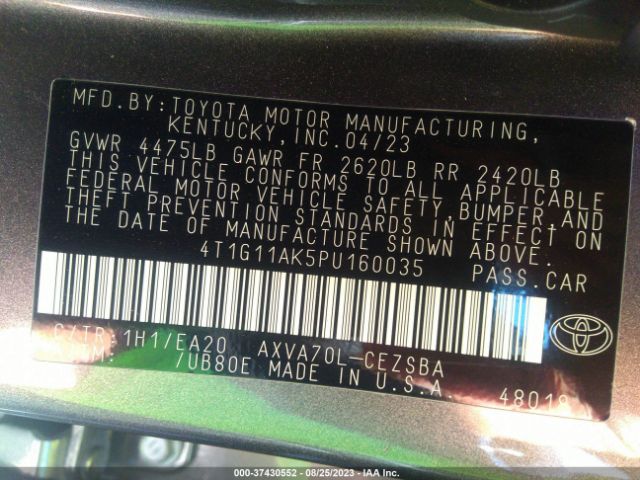 MFD.BY:TOYOTA MOTOR MANUFACTURING,
KENTUCKY,INC.04/23
GVWR 4475LB GAWR FR 2620LB RR 2420LB
THIS VEHICLE CONFORMS TO ALL APPLICABLE
FEDERAL MOTOR VEHICLE SAFETY,BUMPER,AND
THEFT PREVENTION STANDARDS IN EFFECT ON
THE DATE OF MANUFACTURE SHOWN ABOVE.
4T1G11AK5PU160035 PASS.CAR
C/TR:1H1/EA20 AXVA70L-CEZSBA
/UB80E MADE IN U.S.A.
48018
000-37430552 // 08/25/2023 // IAA Inc.